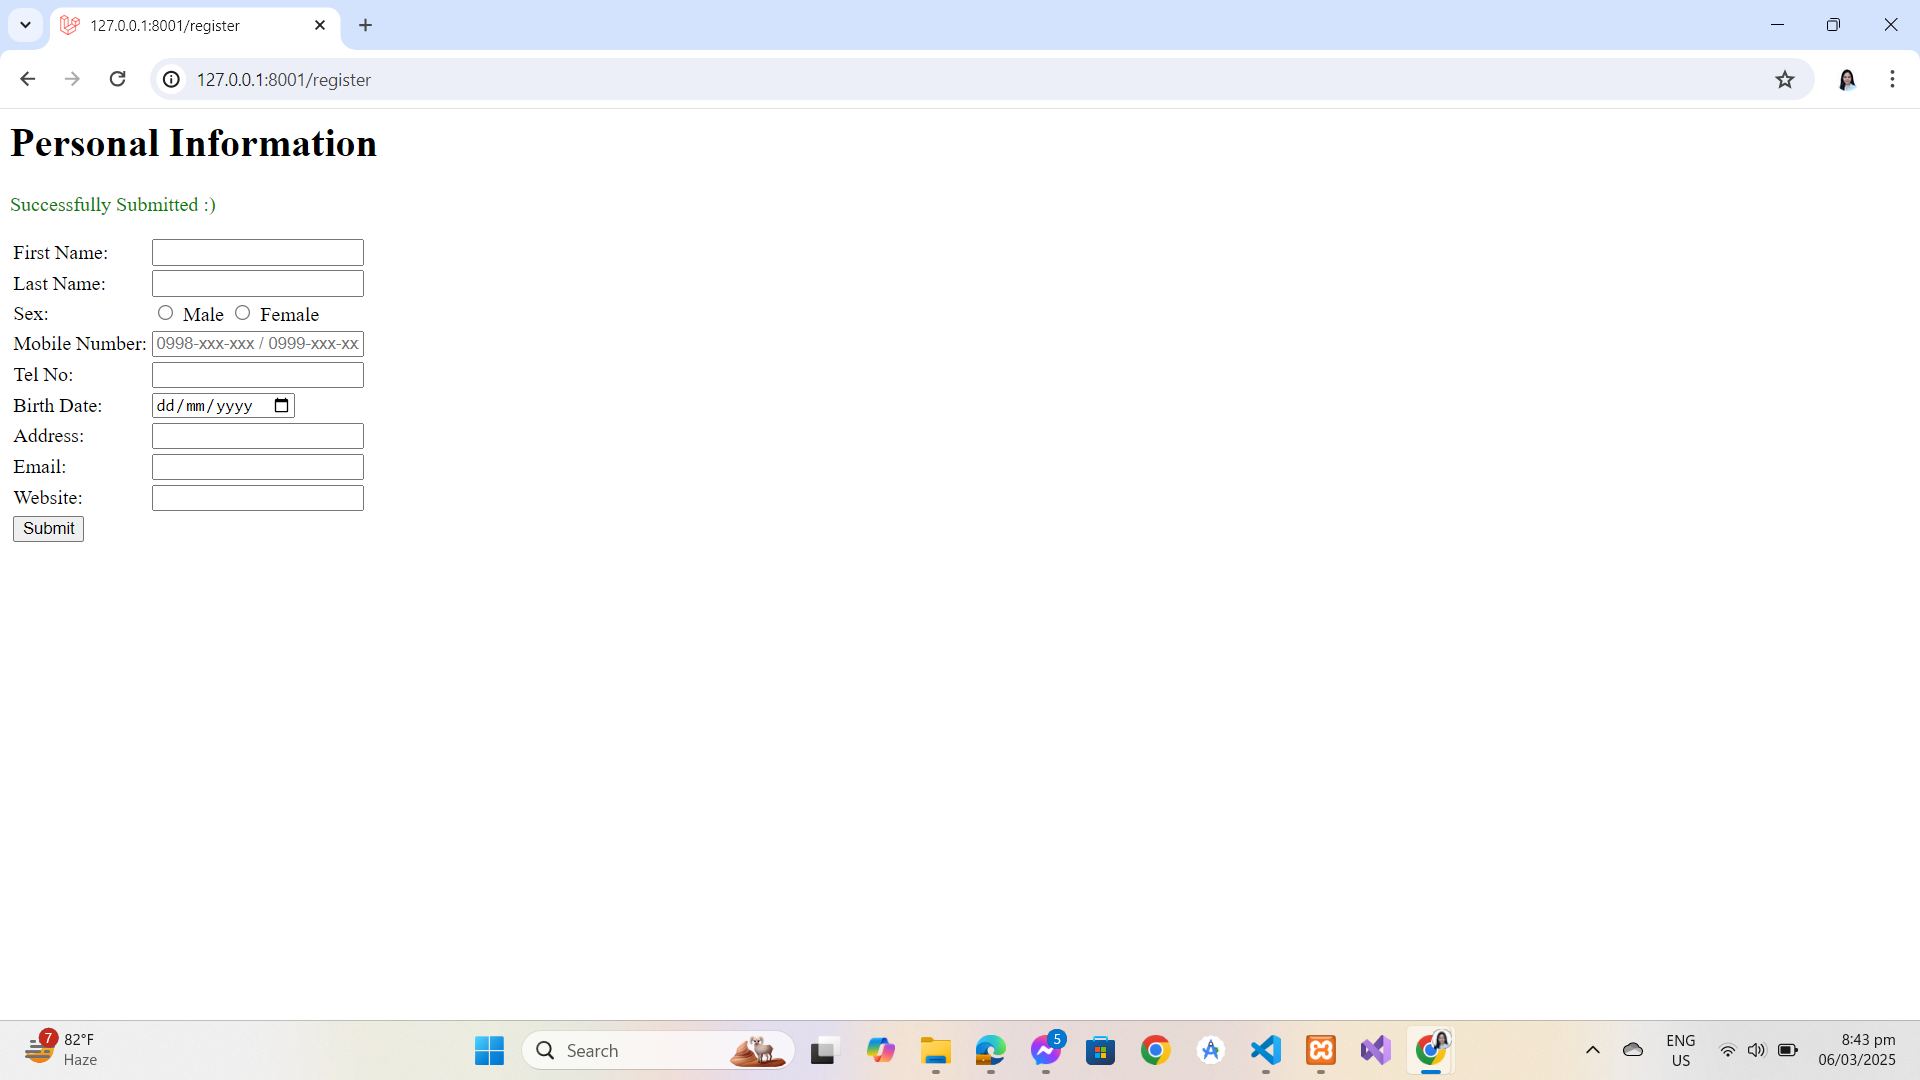 127.0.0.1:8001/register
127.0.0.1:8001/register
Personal Information
Successfully Submitted :)
First Name:
Last Name:
Sex: Male Female
Mobile Number: 0998-xxx-xxx / 0999-xxx-xx
Tel No:
Birth Date: dd/mm/yyyy
Address:
Email:
Website:
Submit
7 82°F
Haze
Search
5
ENG
US
8:43 pm
06/03/2025